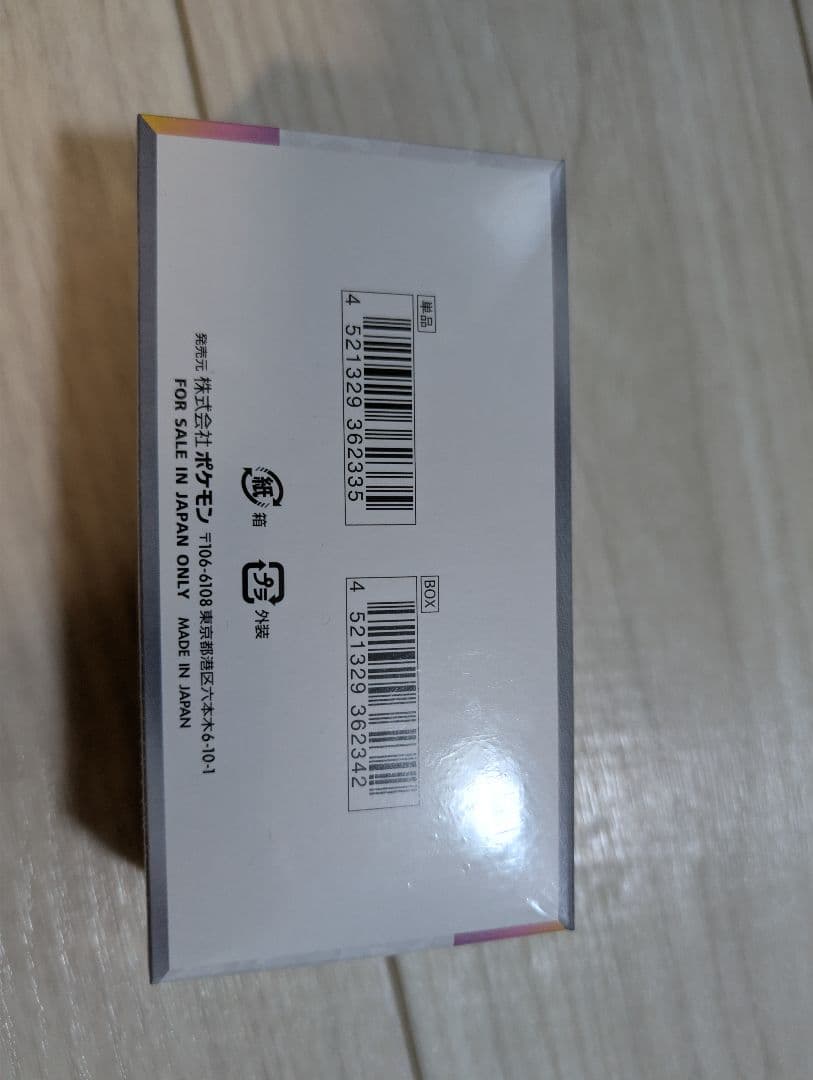 単品
4 521329 362335
BOX
4 521329 362342
紙 箱
プラ 外装
発売元 株式会社 ポケモン 〒106-6108 東京都港区六本木6-10-1
FOR SALE IN JAPAN ONLY MADE IN JAPAN